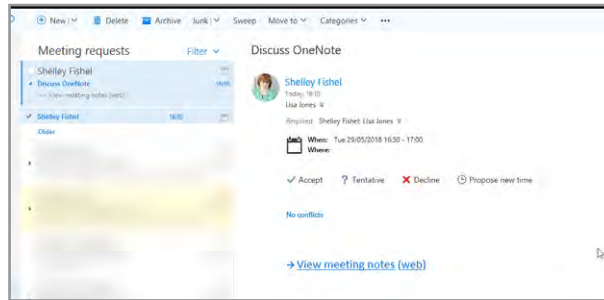 New Delete Archive Junk Sweep Move to Categories •••
Meeting requests Filter
Shelley Fishel
Discuss OneNote 16:30
View meeting notes (web)
Shelley Fishel 16:10
Older
Discuss OneNote
Shelley Fishel
Today, 16:10
Lisa Jones
Required: Shelley Fishel; Lisa Jones
When: Tue 29/05/2018 16:30 - 17:00
Where:
Accept ? Tentative Decline Propose new time
No conflicts
→ View meeting notes (web)